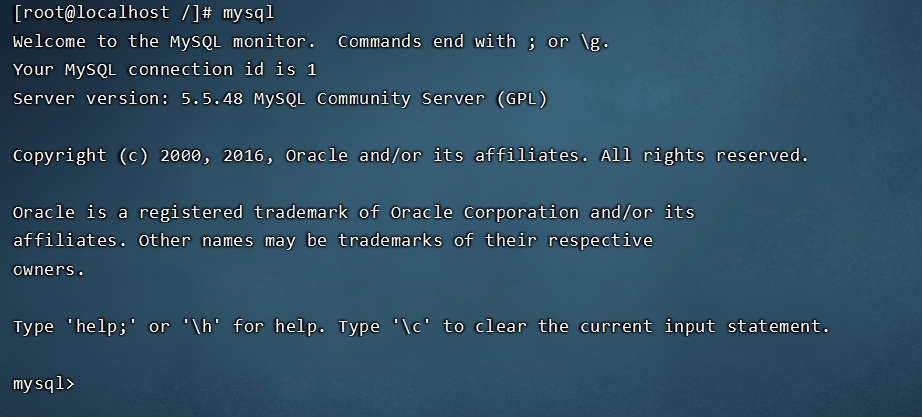 [root@localhost /]# mysql
Welcome to the MySQL monitor.  Commands end with ; or \g.
Your MySQL connection id is 1
Server version: 5.5.48 MySQL Community Server (GPL)
Copyright (c) 2000, 2016, Oracle and/or its affiliates. All rights reserved.
Oracle is a registered trademark of Oracle Corporation and/or its
affiliates. Other names may be trademarks of their respective
owners.
Type 'help;' or '\h' for help. Type '\c' to clear the current input statement.
mysql>